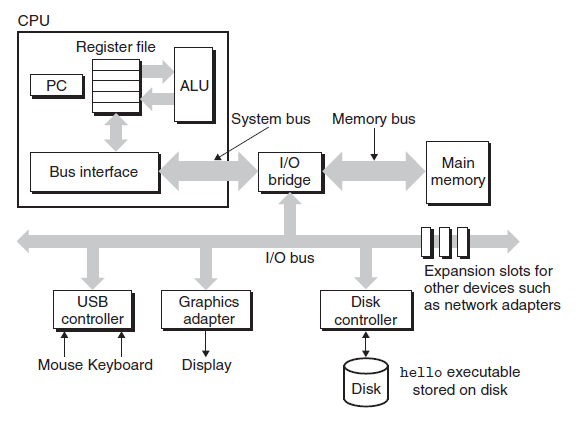 CPU
Register file
PC
ALU
System bus
Memory bus
Bus interface
I/O
bridge
Main
memory
I/O bus
Expansion slots for
other devices such
as network adapters
USB
controller
Graphics
adapter
Disk
controller
Mouse Keyboard
Display
Disk
hello executable
stored on disk